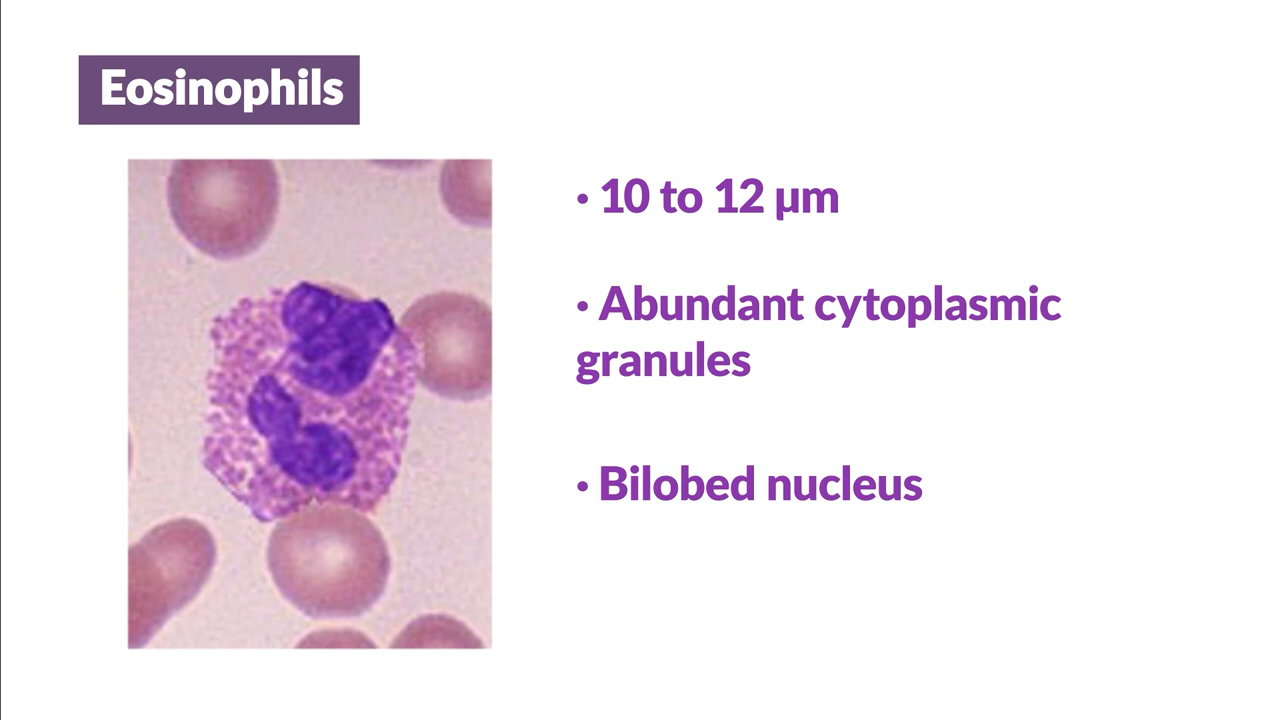 Eosinophils
· 10 to 12 µm
· Abundant cytoplasmic
granules
· Bilobed nucleus